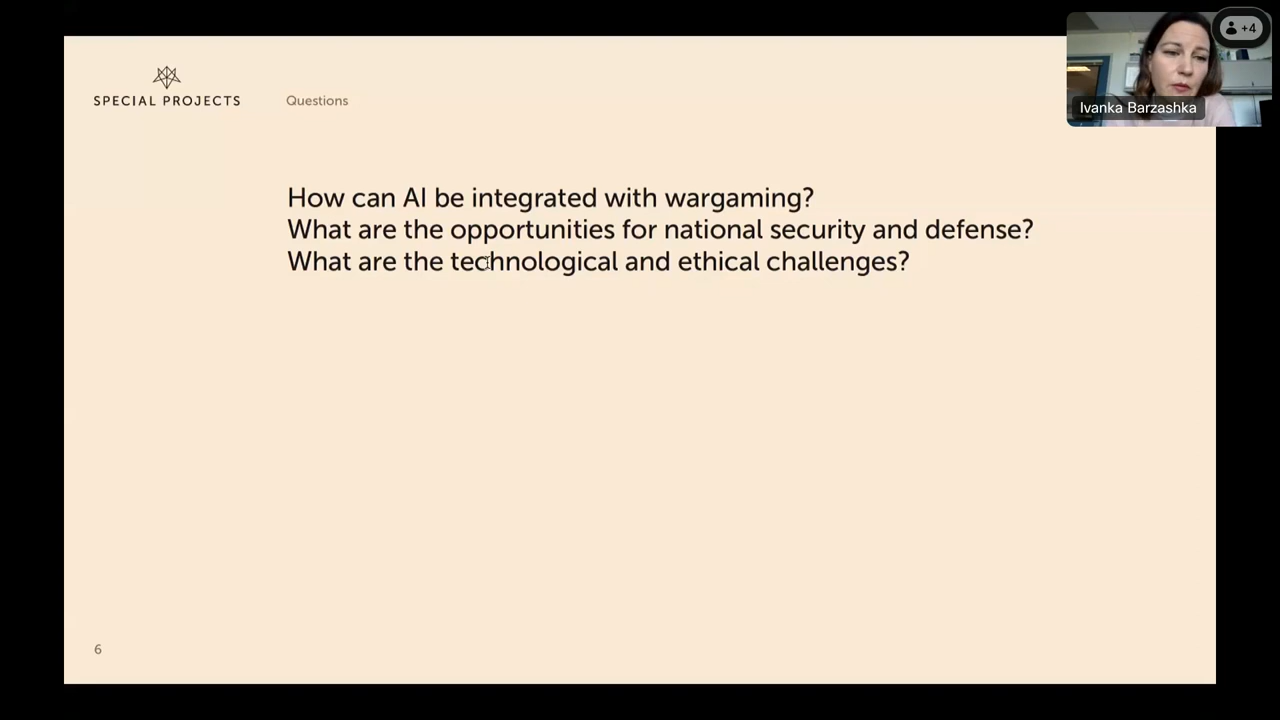 SPECIAL PROJECTS
Questions
+4
Ivanka Barzashka
How can AI be integrated with wargaming?
What are the opportunities for national security and defense?
What are the technological and ethical challenges?
6